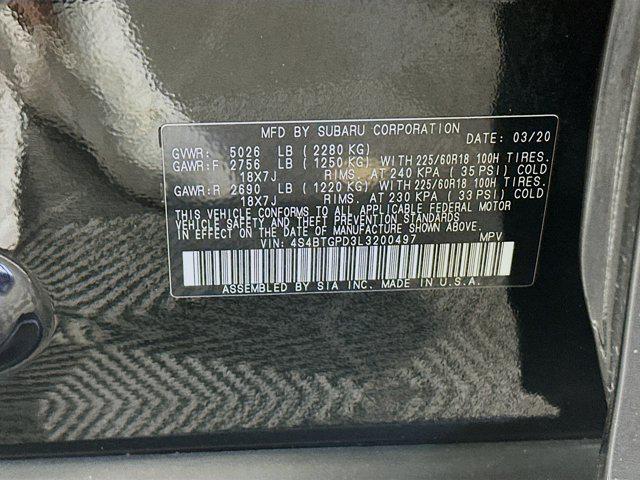 MFD BY SUBARU CORPORATION DATE: 03/20
GVWR: 5026 LB ( 2280 KG)
GAWR:F 2756 LB ( 1250 KG) WITH 225/60R18 100H TIRES.
18X7J RIMS. AT 240 KPA ( 35 PSI) COLD
GAWR:R 2690 LB ( 1220 KG) WITH 225/60R18 100H TIRES.
18X7J RIMS. AT 230 KPA ( 33 PSI) COLD
THIS VEHICLE CONFORMS TO ALL APPLICABLE FEDERAL MOTOR
VEHICLE SAFETY AND THEFT PREVENTION STANDARDS
IN EFFECT ON THE DATE OF MANUFACTURE SHOWN ABOVE.
VIN: 4S4BTGPD3L3200497 MPV
ASSEMBLED BY SIA INC. MADE IN U.S.A.